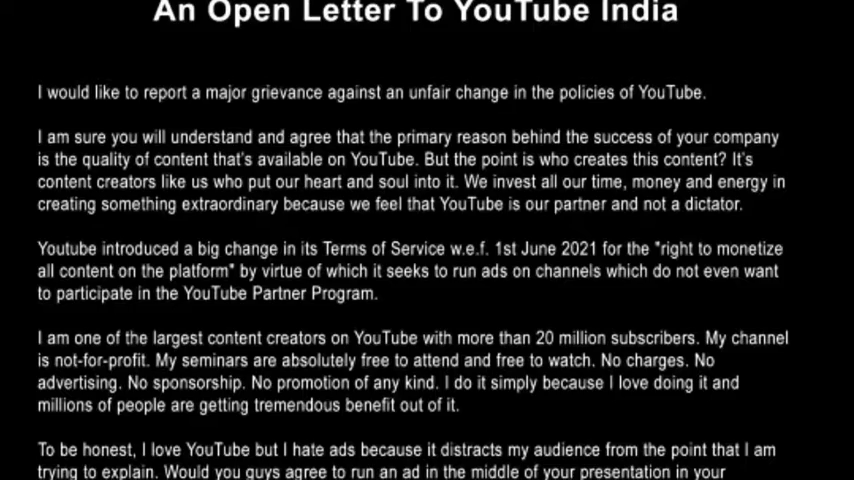 An Open Letter To YouTube India
I would like to report a major grievance against an unfair change in the policies of YouTube.
I am sure you will understand and agree that the primary reason behind the success of your company
is the quality of content that's available on YouTube. But the point is who creates this content? It's
content creators like us who put our heart and soul into it. We invest all our time, money and energy in
creating something extraordinary because we feel that YouTube is our partner and not a dictator.
Youtube introduced a big change in its Terms of Service w.e.f. 1st June 2021 for the "right to monetize
all content on the platform" by virtue of which it seeks to run ads on channels which do not even want
to participate in the YouTube Partner Program.
I am one of the largest content creators on YouTube with more than 20 million subscribers. My channel
is not-for-profit. My seminars are absolutely free to attend and free to watch. No charges. No
advertising. No sponsorship. No promotion of any kind. I do it simply because I love doing it and
millions of people are getting tremendous benefit out of it.
To be honest, I love YouTube but I hate ads because it distracts my audience from the point that I am
trying to explain. Would you guys agree to run an ad in the middle of your presentation in your